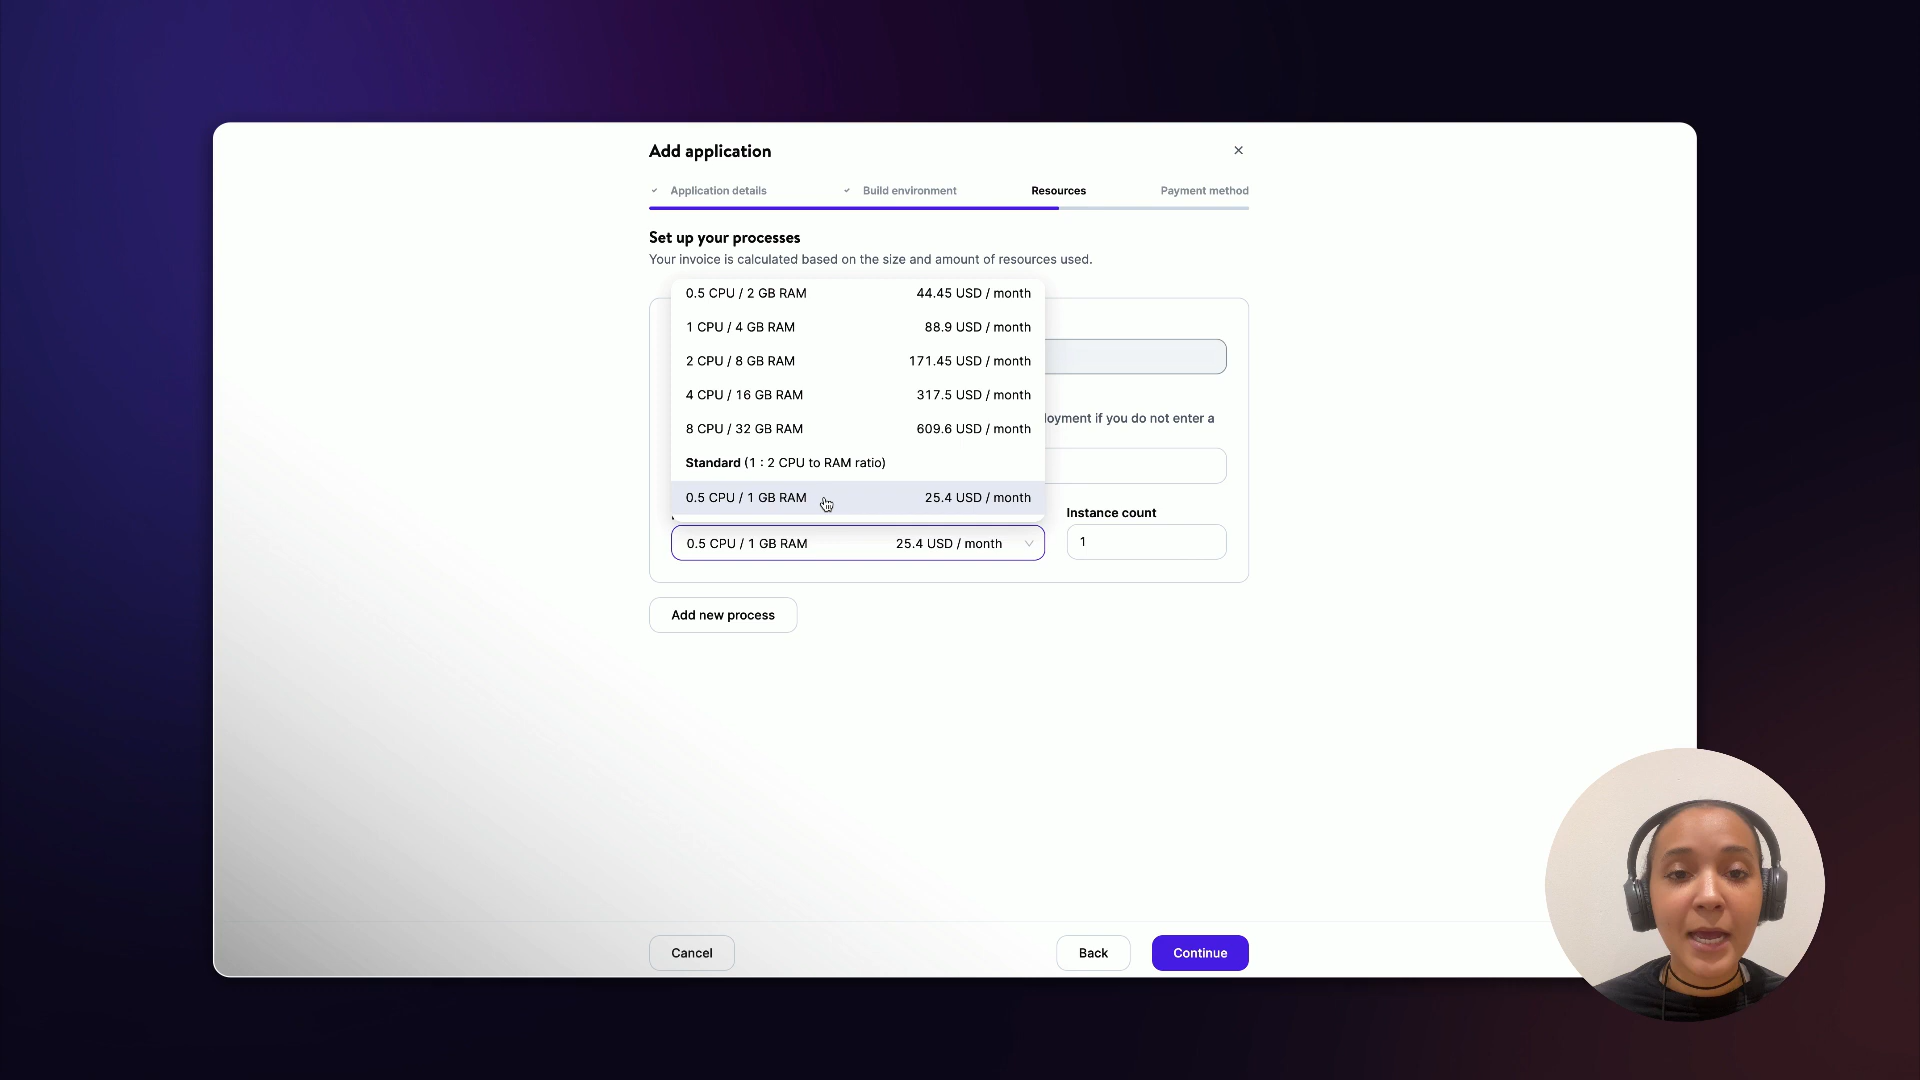 Add application
Application details
Build environment
Resources
Payment method
Set up your processes
Your invoice is calculated based on the size and amount of resources used.
0.5 CPU / 2 GB RAM 44.45 USD / month
1 CPU / 4 GB RAM 88.9 USD / month
2 CPU / 8 GB RAM 171.45 USD / month
4 CPU / 16 GB RAM 317.5 USD / month
loyment if you do not enter a
8 CPU / 32 GB RAM 609.6 USD / month
Standard (1 : 2 CPU to RAM ratio)
0.5 CPU / 1 GB RAM 25.4 USD / month
Instance count
0.5 CPU / 1 GB RAM 25.4 USD / month
1
Add new process
Cancel
Back
Continue